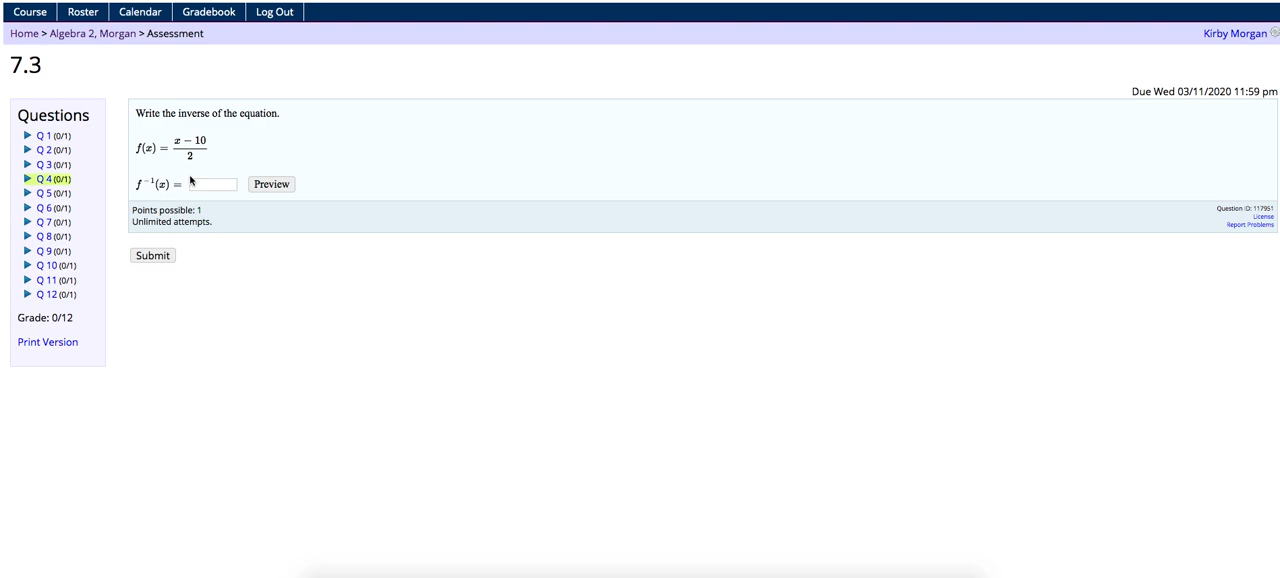 Course Roster Calendar Gradebook Log Out
Home > Algebra 2, Morgan > Assessment Kirby Morgan
7.3
Due Wed 03/11/2020 11:59 pm
Questions
Q 1 (0/1)
Q 2 (0/1)
Q 3 (0/1)
Q 4 (0/1)
Q 5 (0/1)
Q 6 (0/1)
Q 7 (0/1)
Q 8 (0/1)
Q 9 (0/1)
Q 10 (0/1)
Q 11 (0/1)
Q 12 (0/1)
Grade: 0/12
Print Version
Write the inverse of the equation.
f(x) = (x − 10)/2
f⁻¹(x) = Preview
Points possible: 1
Unlimited attempts.
Question ID: 117951
License
Report Problems
Submit